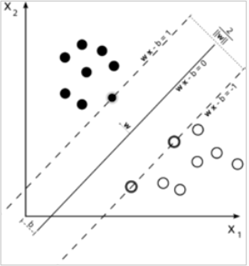 X₂
w x - b = 1
2
‖w‖
w x - b = 0
w x - b = -1
w
X₁